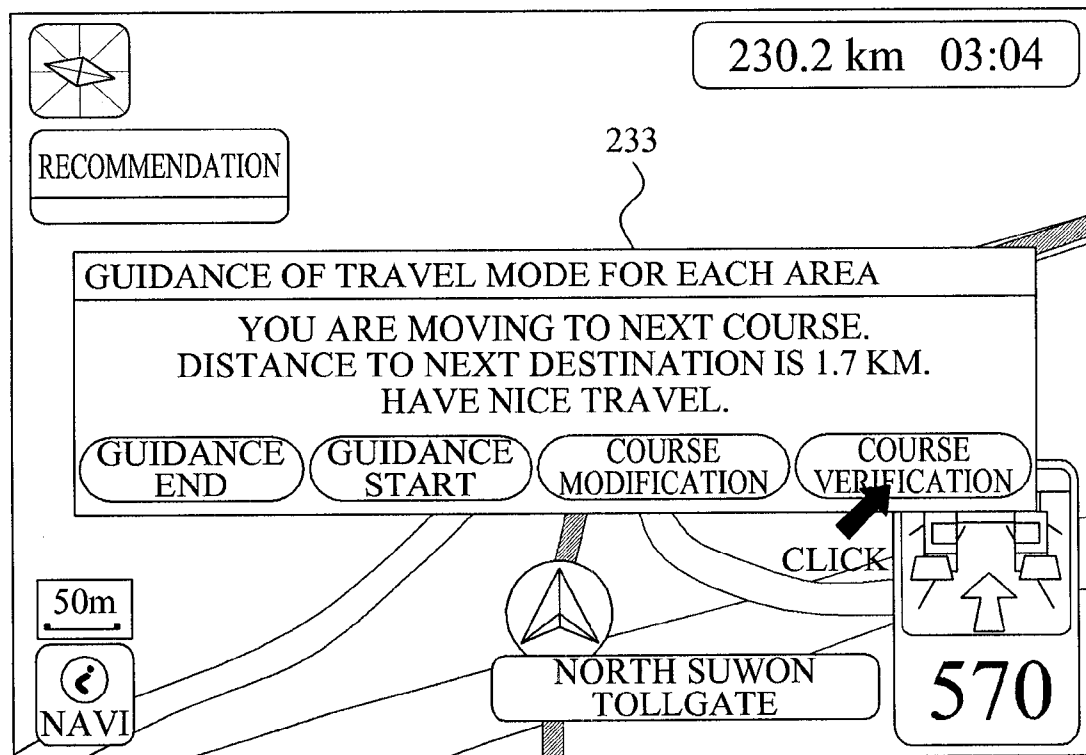 230.2 km 03:04
RECOMMENDATION
233
GUIDANCE OF TRAVEL MODE FOR EACH AREA
YOU ARE MOVING TO NEXT COURSE.
DISTANCE TO NEXT DESTINATION IS 1.7 KM.
HAVE NICE TRAVEL.
GUIDANCE
END
GUIDANCE
START
COURSE
MODIFICATION
COURSE
VERIFICATION
CLICK
50m
NAVI
NORTH SUWON
TOLLGATE
570